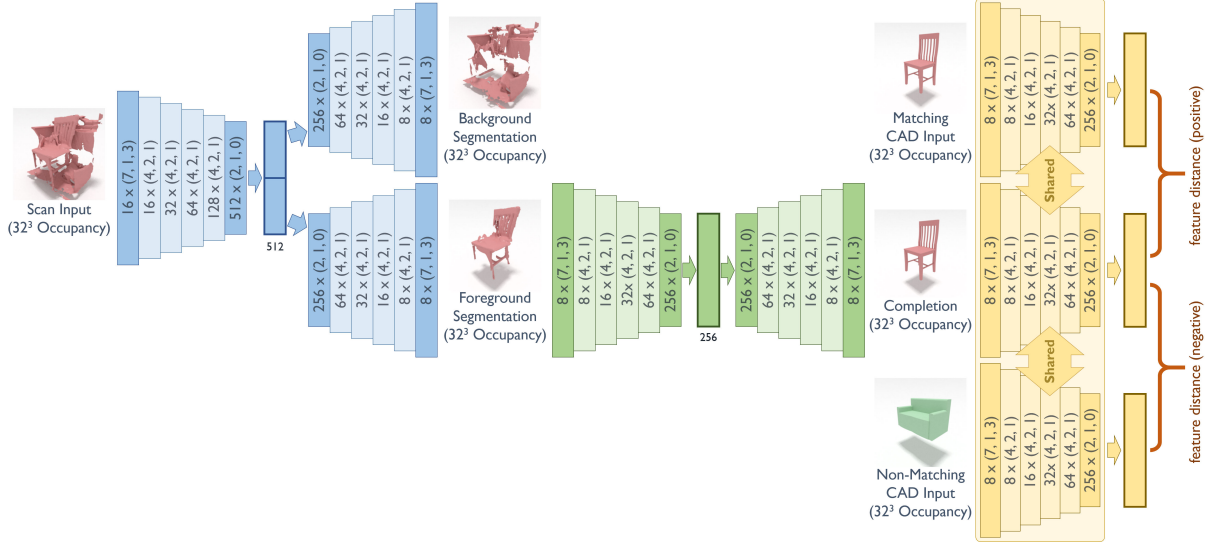 Scan Input
(32³ Occupancy)
16 x (7, 1, 3)
16 x (4, 2, 1)
32 x (4, 2, 1)
64 x (4, 2, 1)
128 x (4, 2, 1)
512 x (2, 1, 0)
512
256 x (2, 1, 0)
64 x (4, 2, 1)
32 x (4, 2, 1)
16 x (4, 2, 1)
8 x (4, 2, 1)
8 x (7, 1, 3)
Background
Segmentation
(32³ Occupancy)
256 x (2, 1, 0)
64 x (4, 2, 1)
32 x (4, 2, 1)
16 x (4, 2, 1)
8 x (4, 2, 1)
8 x (7, 1, 3)
Foreground
Segmentation
(32³ Occupancy)
8 x (7, 1, 3)
8 x (4, 2, 1)
16 x (4, 2, 1)
32x (4, 2, 1)
64 x (4, 2, 1)
256 x (2, 1, 0)
256
256 x (2, 1, 0)
64 x (4, 2, 1)
32 x (4, 2, 1)
16 x (4, 2, 1)
8 x (4, 2, 1)
8 x (7, 1, 3)
Matching
CAD Input
(32³ Occupancy)
8 x (7, 1, 3)
8 x (4, 2, 1)
16 x (4, 2, 1)
32x (4, 2, 1)
64 x (4, 2, 1)
256 x (2, 1, 0)
Shared
Completion
(32³ Occupancy)
8 x (7, 1, 3)
8 x (4, 2, 1)
16 x (4, 2, 1)
32x (4, 2, 1)
64 x (4, 2, 1)
256 x (2, 1, 0)
Shared
Non-Matching
CAD Input
(32³ Occupancy)
8 x (7, 1, 3)
8 x (4, 2, 1)
16 x (4, 2, 1)
32x (4, 2, 1)
64 x (4, 2, 1)
256 x (2, 1, 0)
feature distance (positive)
feature distance (negative)